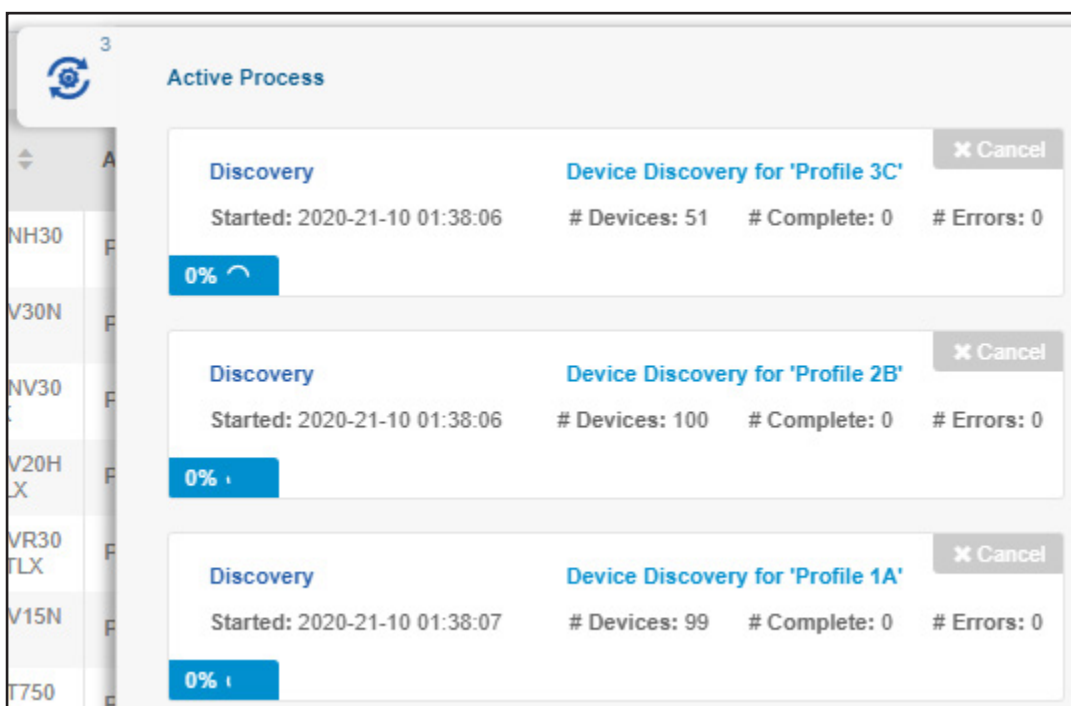 3
Active Process
✖ Cancel
Discovery Device Discovery for 'Profile 3C'
Started: 2020-21-10 01:38:06 # Devices: 51 # Complete: 0 # Errors: 0
0%
✖ Cancel
Discovery Device Discovery for 'Profile 2B'
Started: 2020-21-10 01:38:06 # Devices: 100 # Complete: 0 # Errors: 0
0%
✖ Cancel
Discovery Device Discovery for 'Profile 1A'
Started: 2020-21-10 01:38:07 # Devices: 99 # Complete: 0 # Errors: 0
0%
A
NH30
V30N
NV30
V20H
LX
VR30
TLX
V15N
T750